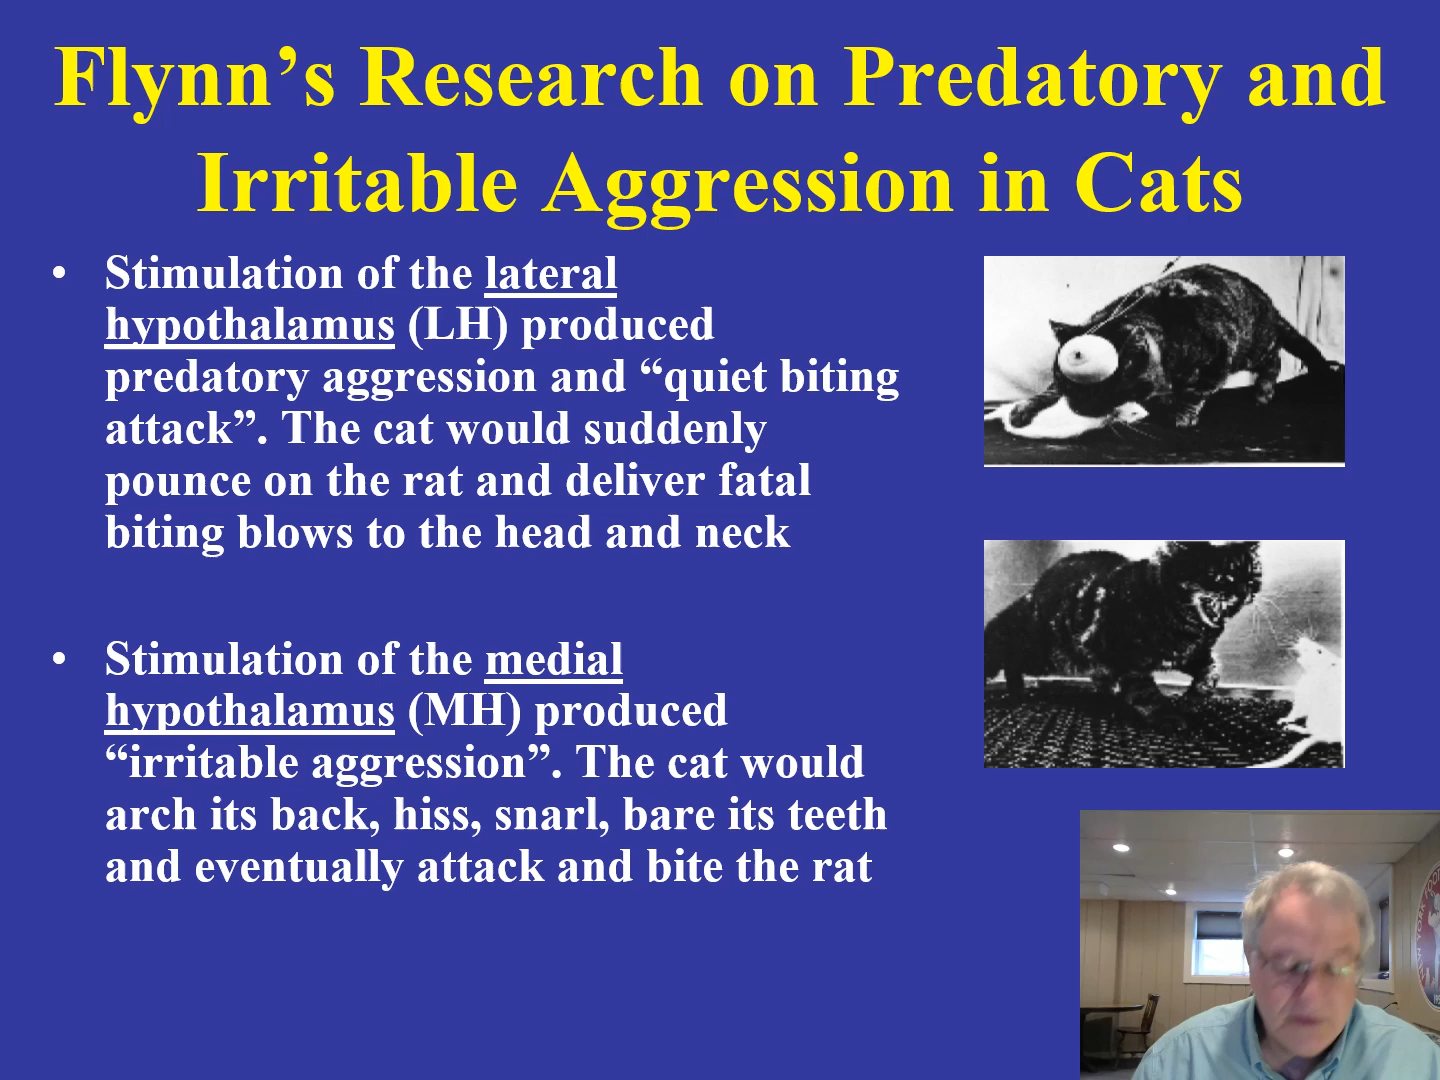 Flynn’s Research on Predatory and
Irritable Aggression in Cats
• Stimulation of the lateral
hypothalamus (LH) produced
predatory aggression and “quiet biting
attack”. The cat would suddenly
pounce on the rat and deliver fatal
biting blows to the head and neck
• Stimulation of the medial
hypothalamus (MH) produced
“irritable aggression”. The cat would
arch its back, hiss, snarl, bare its teeth
and eventually attack and bite the rat